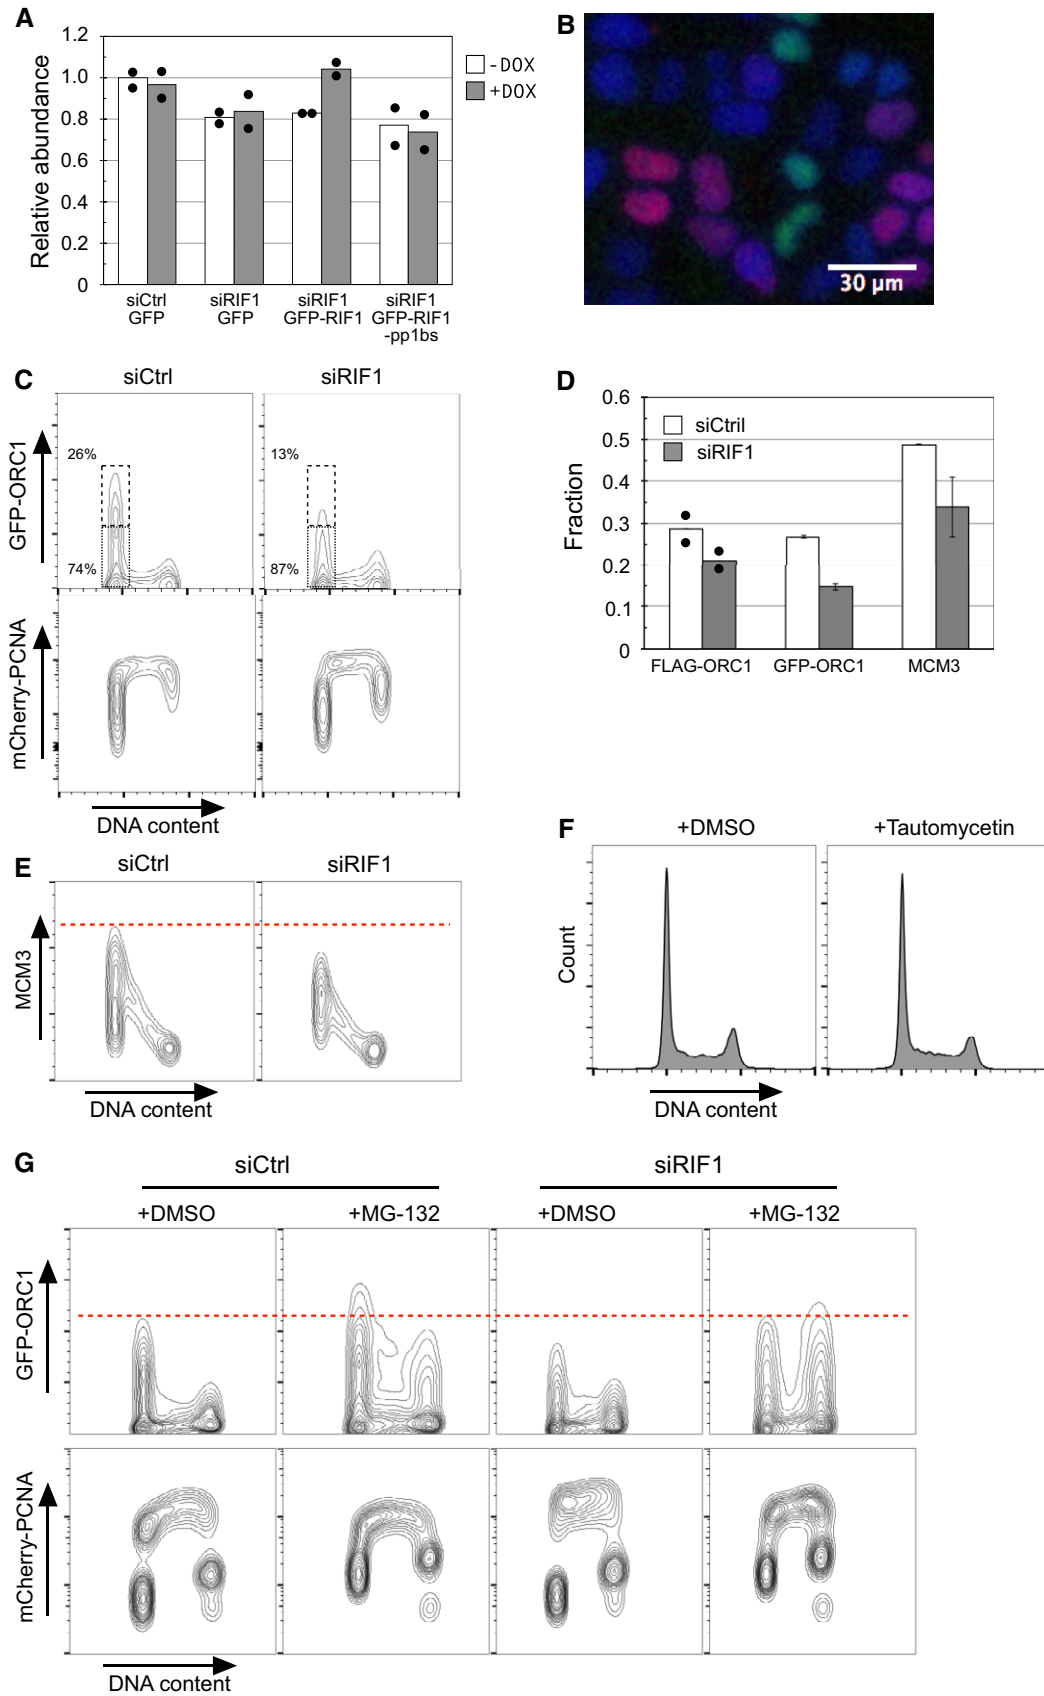 A
1.2
1.0
0.8
0.6
0.4
0.2
0
Relative abundance
-DOX
+DOX
siCtrl
GFP
siRIF1
GFP
siRIF1
GFP-RIF1
siRIF1
GFP-RIF1
-pp1bs
B
30 µm
C
siCtrl
siRIF1
26%
74%
13%
87%
GFP-ORC1
mCherry-PCNA
DNA content
D
0.6
0.5
0.4
0.3
0.2
0.1
0
Fraction
siCtril
siRIF1
FLAG-ORC1
GFP-ORC1
MCM3
E
siCtrl
siRIF1
MCM3
DNA content
F
+DMSO
+Tautomycetin
Count
DNA content
G
siCtrl
siRIF1
+DMSO
+MG-132
+DMSO
+MG-132
GFP-ORC1
mCherry-PCNA
DNA content